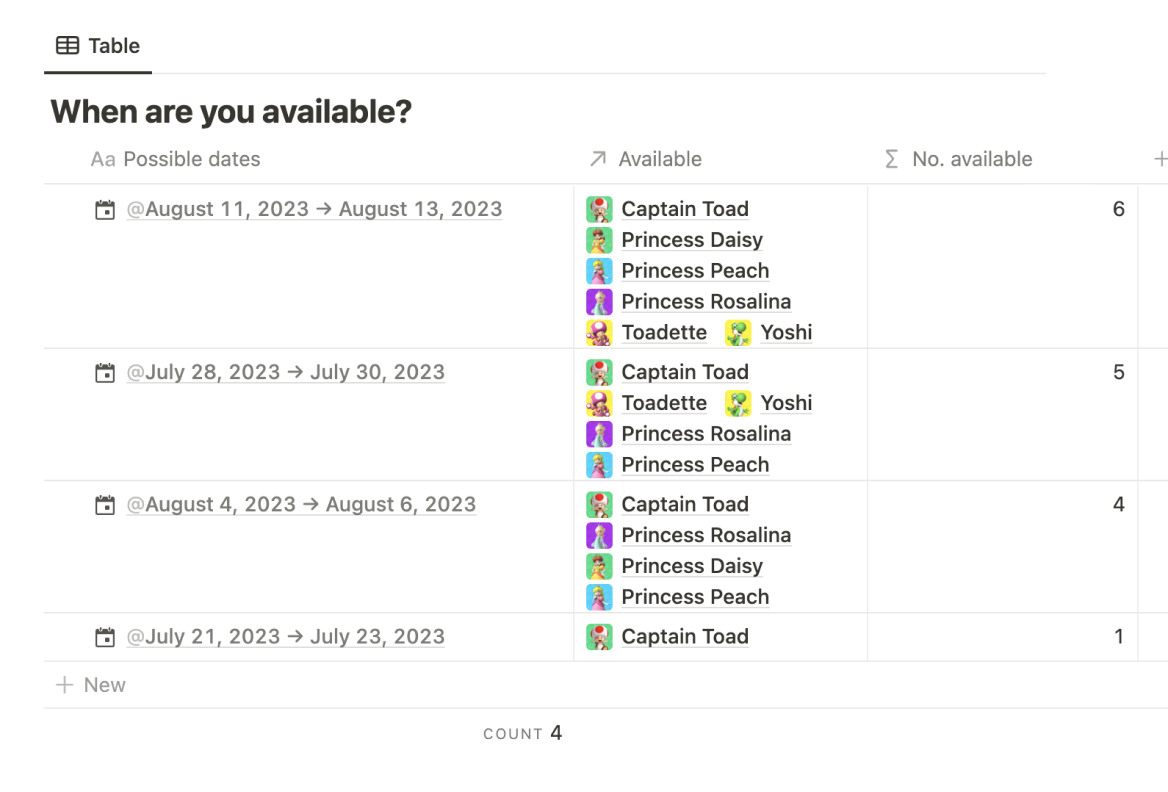 Table
When are you available?
Aa Possible dates Available Σ No. available +
@August 11, 2023 → August 13, 2023 Captain Toad 6
Princess Daisy
Princess Peach
Princess Rosalina
Toadette Yoshi
@July 28, 2023 → July 30, 2023 Captain Toad 5
Toadette Yoshi
Princess Rosalina
Princess Peach
@August 4, 2023 → August 6, 2023 Captain Toad 4
Princess Rosalina
Princess Daisy
Princess Peach
@July 21, 2023 → July 23, 2023 Captain Toad 1
+ New
COUNT 4